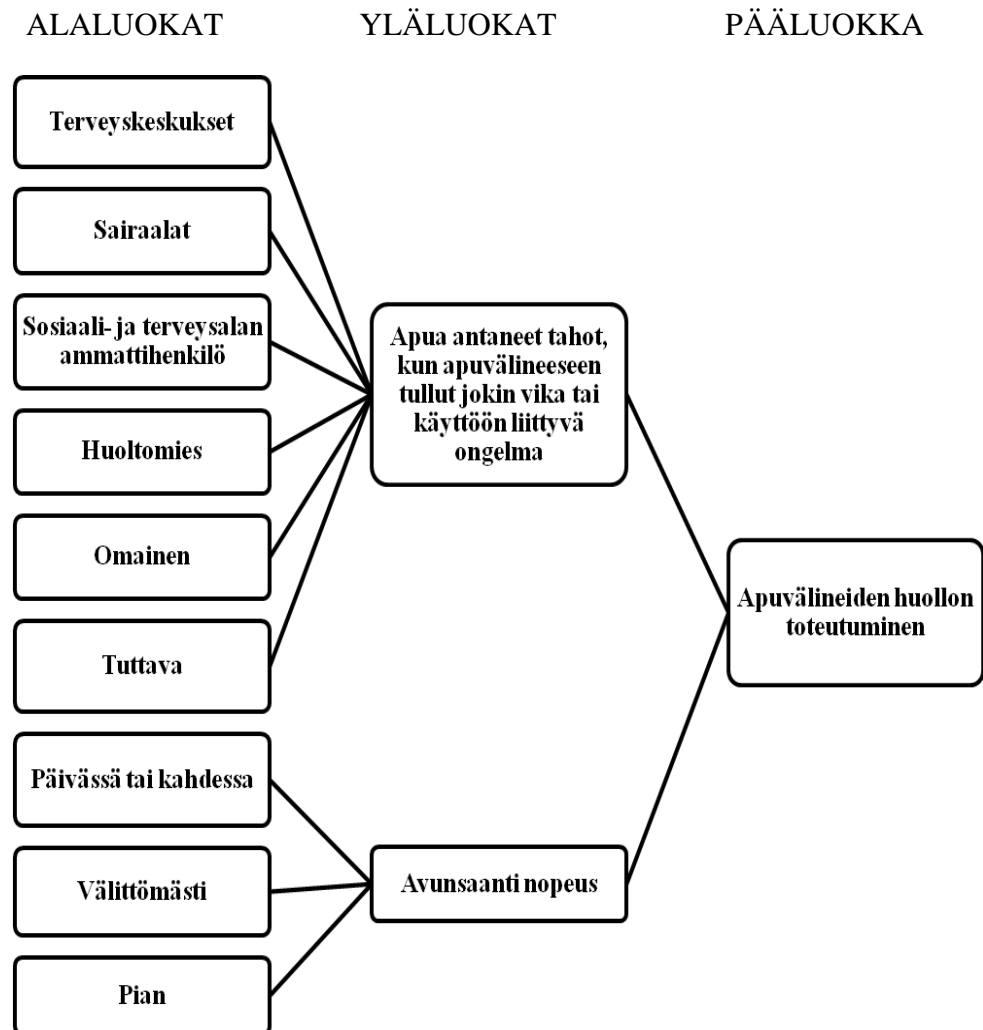 ALALUOKAT YLÄLUOKAT PÄÄLUOKKA
Terveyskeskukset
Sairaalat
Sosiaali- ja terveysalan
ammattihenkilö
Huoltomies
Omainen
Tuttava
Päivässä tai kahdessa
Välittömästi
Pian
Apua antaneet tahot,
kun apuvälineeseen
tullut jokin vika tai
käyttöön liittyvä
ongelma
Avunsaanti nopeus
Apuvälineiden huollon
toteutuminen